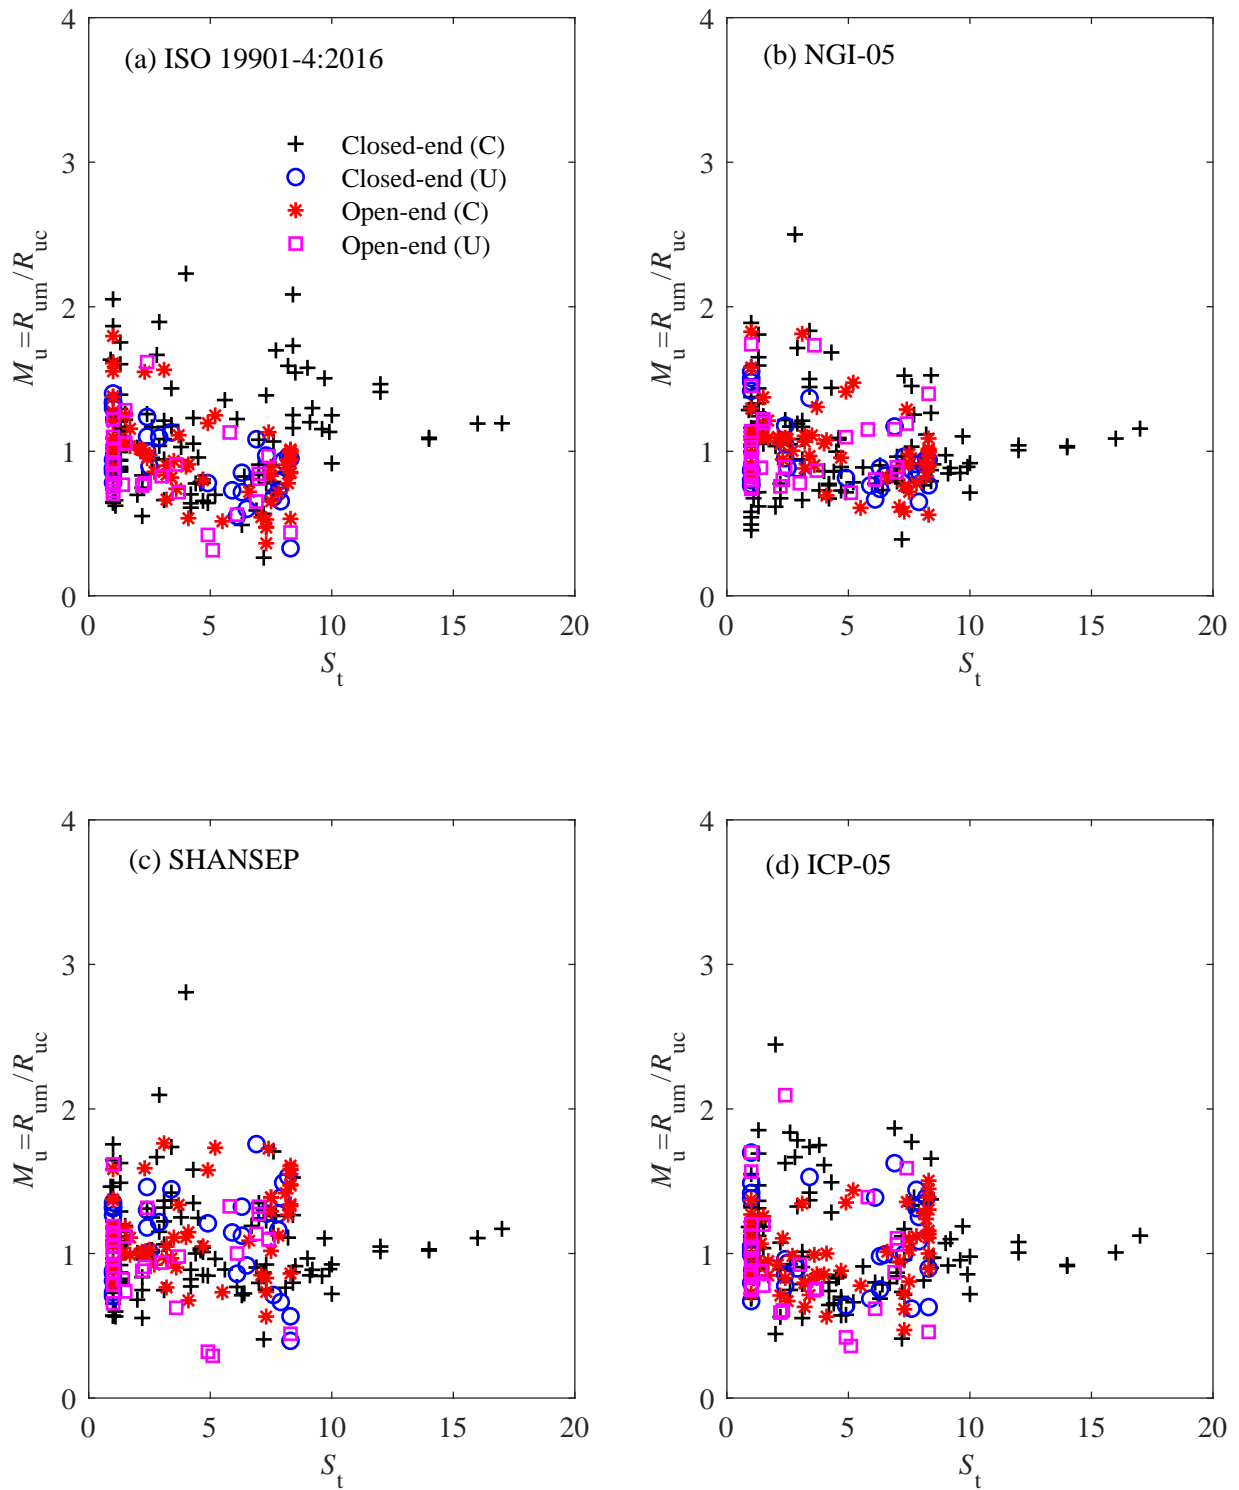 (a) ISO 19901-4:2016
Closed-end (C)
Closed-end (U)
Open-end (C)
Open-end (U)
4
3
2
1
0
0 5 10 15 20
M_u=R_um/R_uc
S_t
(b) NGI-05
4
3
2
1
0
0 5 10 15 20
M_u=R_um/R_uc
S_t
(c) SHANSEP
4
3
2
1
0
0 5 10 15 20
M_u=R_um/R_uc
S_t
(d) ICP-05
4
3
2
1
0
0 5 10 15 20
M_u=R_um/R_uc
S_t